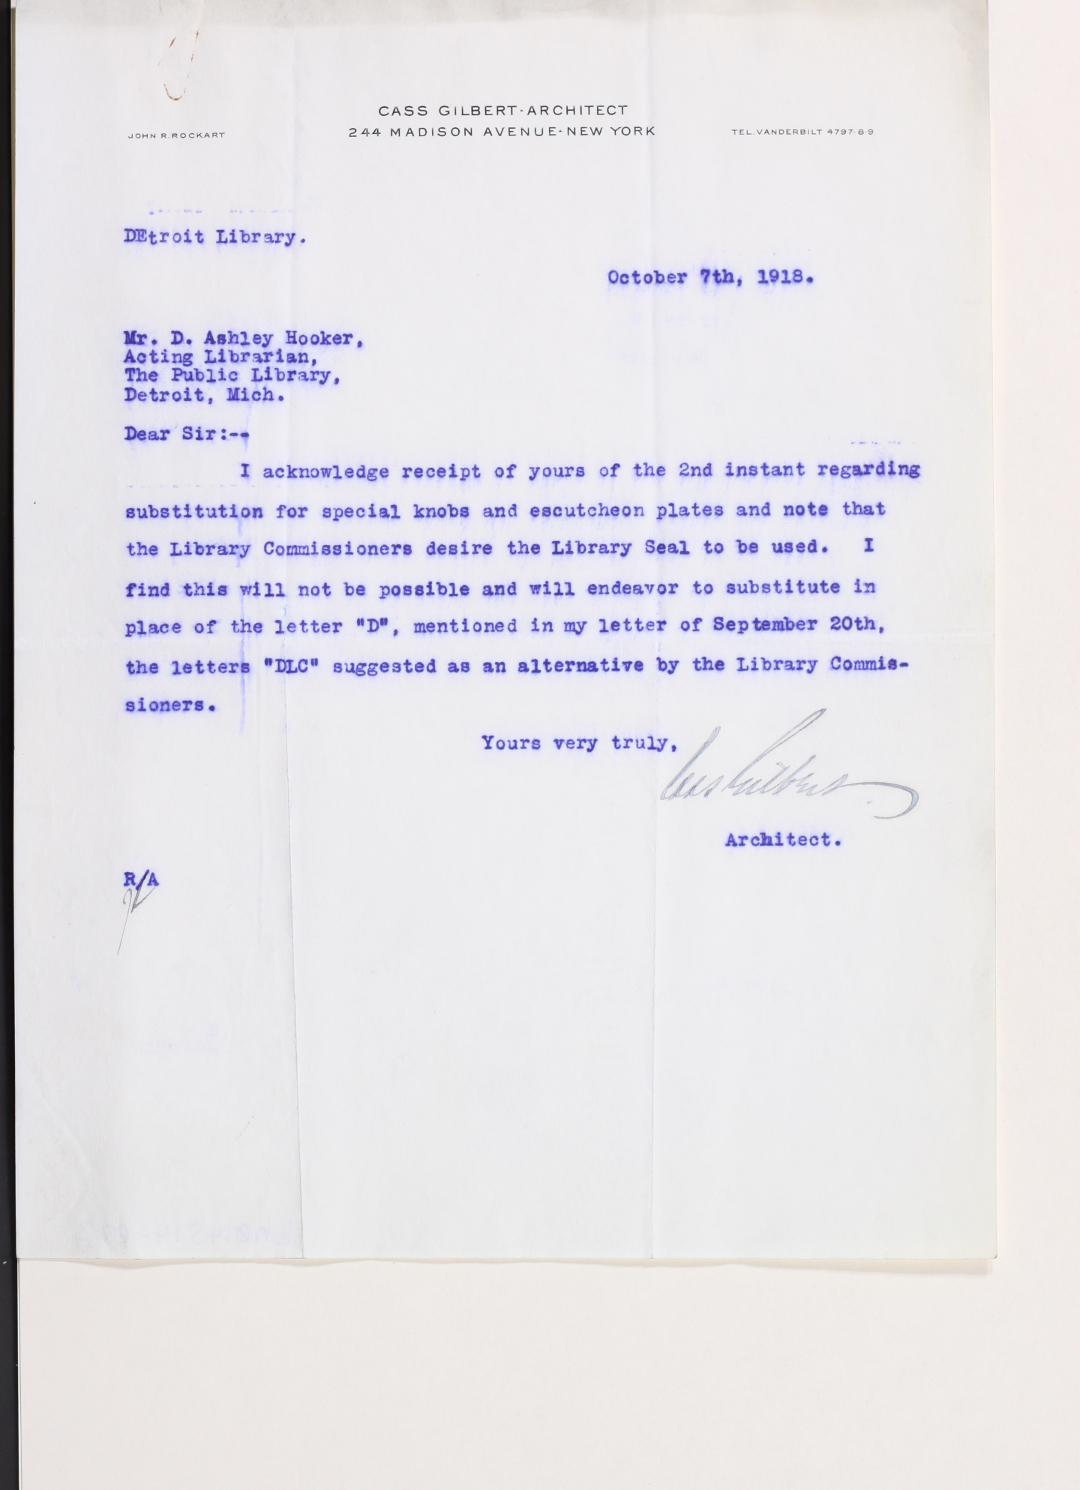 CASS GILBERT-ARCHITECT
JOHN R. ROCKART 244 MADISON AVENUE-NEW YORK TEL. VANDERBILT 4797-8-9
DEtroit Library.
October 7th, 1918.
Mr. D. Ashley Hooker,
Acting Librarian,
The Public Library,
Detroit, Mich.
Dear Sir:--
I acknowledge receipt of yours of the 2nd instant regarding
substitution for special knobs and escutcheon plates and note that
the Library Commissioners desire the Library Seal to be used. I
find this will not be possible and will endeavor to substitute in
place of the letter "D", mentioned in my letter of September 20th,
the letters "DLC" suggested as an alternative by the Library Commis-
sioners.
Yours very truly,
Cass Gilbert
Architect.
R/A